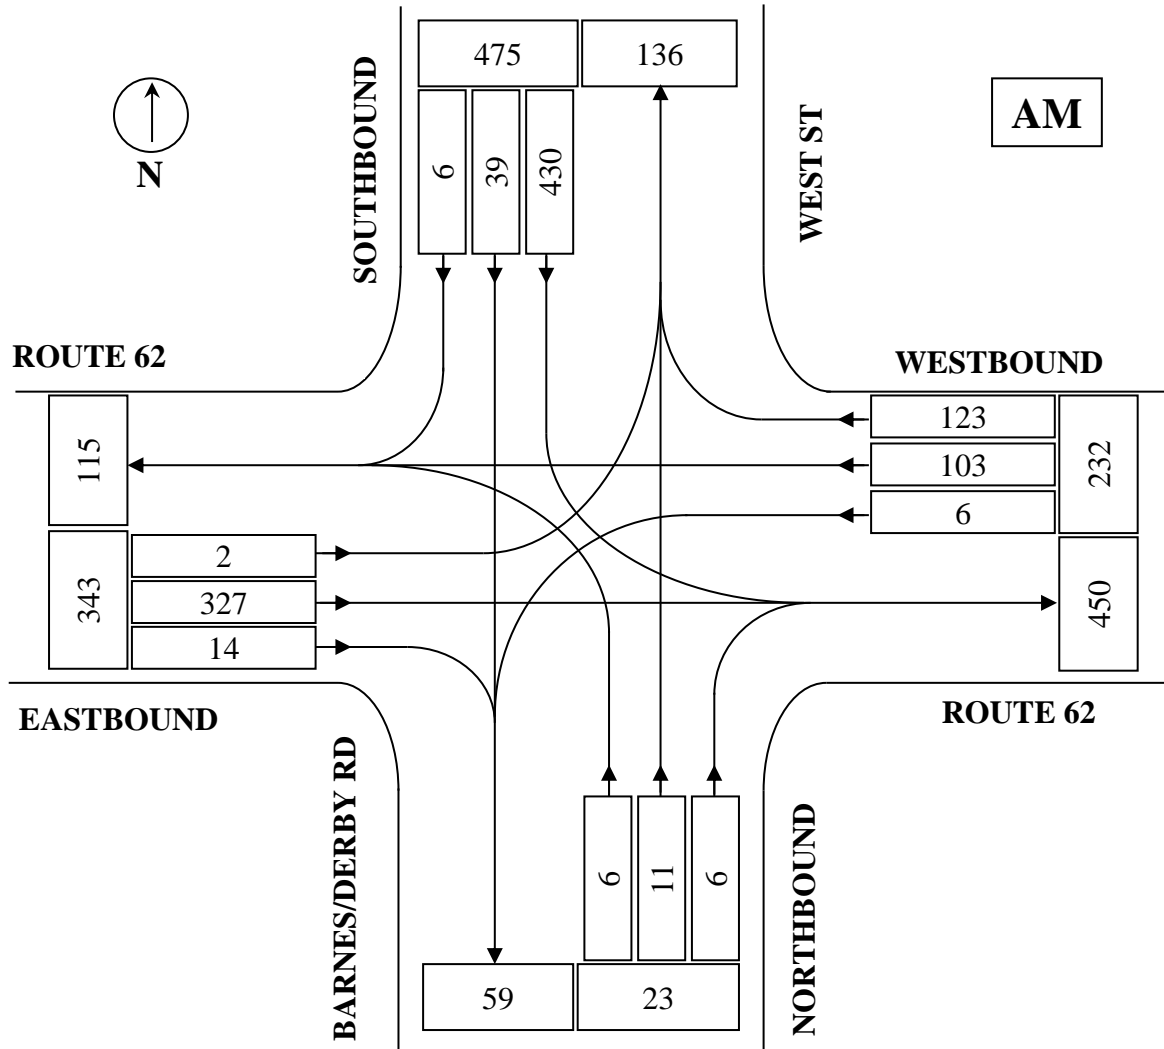 475
136
SOUTHBOUND
6
39
430
WEST ST
AM
N
ROUTE 62
WESTBOUND
115
123
103
6
232
343
2
327
14
450
EASTBOUND
ROUTE 62
BARNES/DERBY RD
6
11
6
NORTHBOUND
59
23